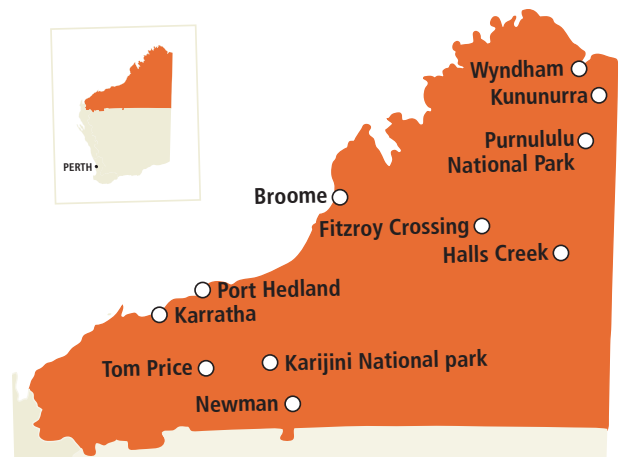 Wyndham
Kununurra
Purnululu
National Park
PERTH
Broome
Fitzroy Crossing
Halls Creek
Port Hedland
Karratha
Tom Price
Karijini National park
Newman